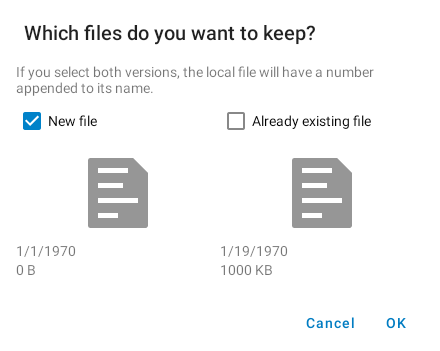 Which files do you want to keep?
If you select both versions, the local file will have a number
appended to its name.
New file
Already existing file
1/1/1970
0 B
1/19/1970
1000 KB
Cancel
OK